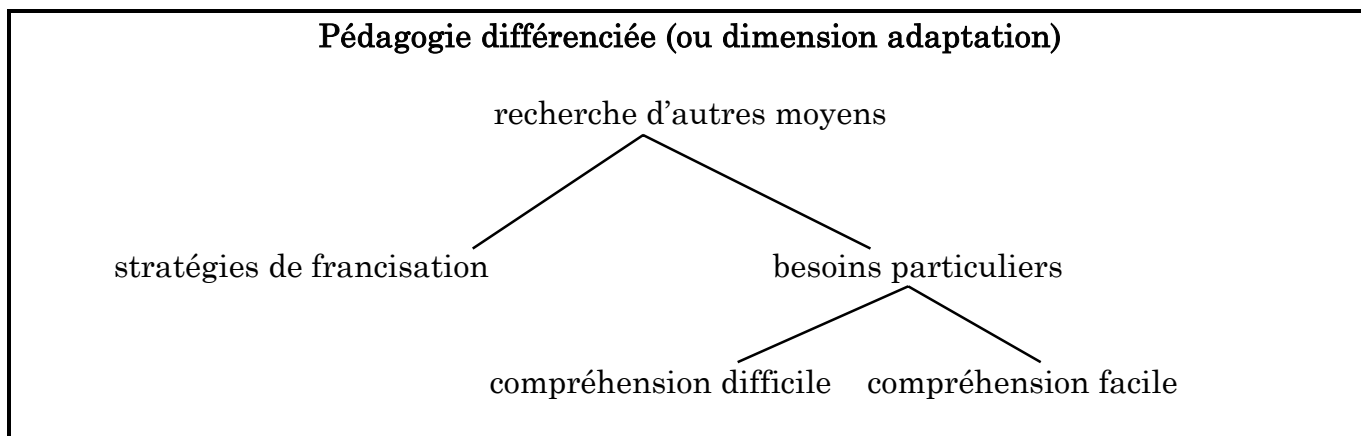 Pédagogie différenciée (ou dimension adaptation)
recherche d’autres moyens
stratégies de francisation besoins particuliers
compréhension difficile compréhension facile